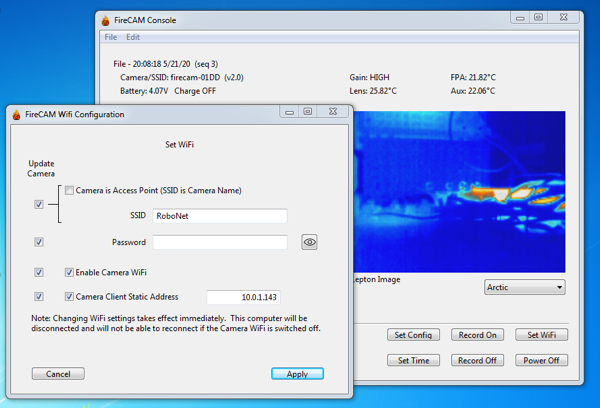 FireCAM Console
File Edit
File - 20:08:18 5/21/20 (seq 3)
Camera/SSID: firecam-01DD (v2.0)
Gain: HIGH
FPA: 21.82°C
Battery: 4.07V Charge OFF
Lens: 25.82°C
Aux: 22.06°C
FireCAM Wifi Configuration
Set WiFi
Update
Camera
Camera is Access Point (SSID is Camera Name)
SSID
RoboNet
Password
Enable Camera WiFi
Camera Client Static Address
10.0.1.143
Note: Changing WiFi settings takes effect immediately. This computer will be
disconnected and will not be able to reconnect if the Camera WiFi is switched off.
Cancel
Apply
Lepton Image
Arctic
Set Config
Record On
Set WiFi
Set Time
Record Off
Power Off